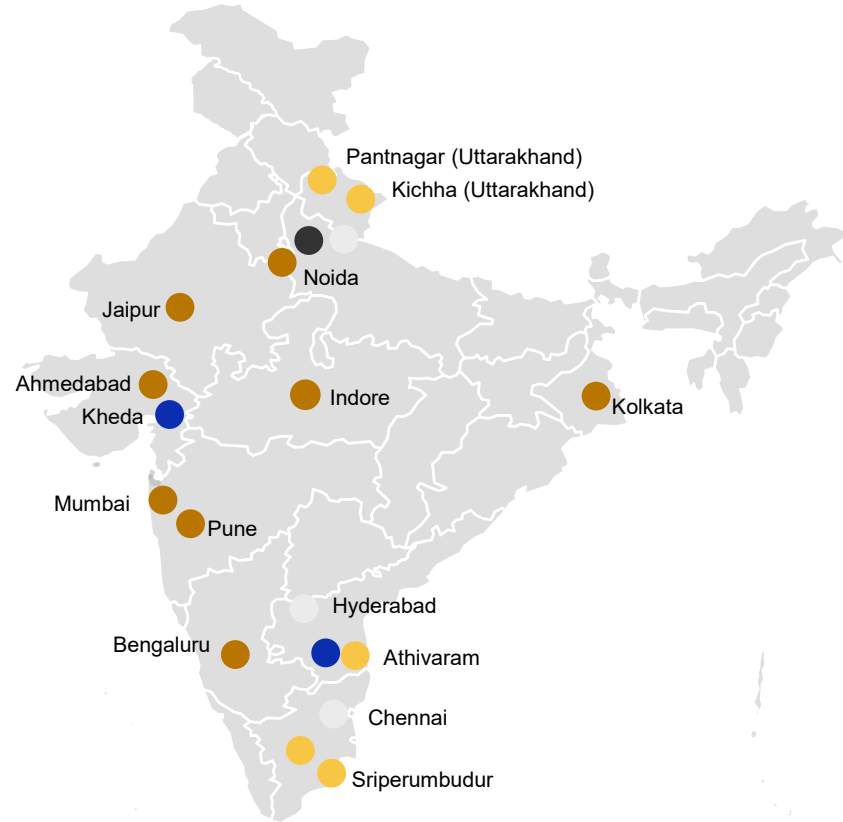 Pantnagar (Uttarakhand)
Kichha (Uttarakhand)
Noida
Jaipur
Ahmedabad
Indore
Kheda
Kolkata
Mumbai
Pune
Hyderabad
Bengaluru
Athivaram
Chennai
Sriperumbudur